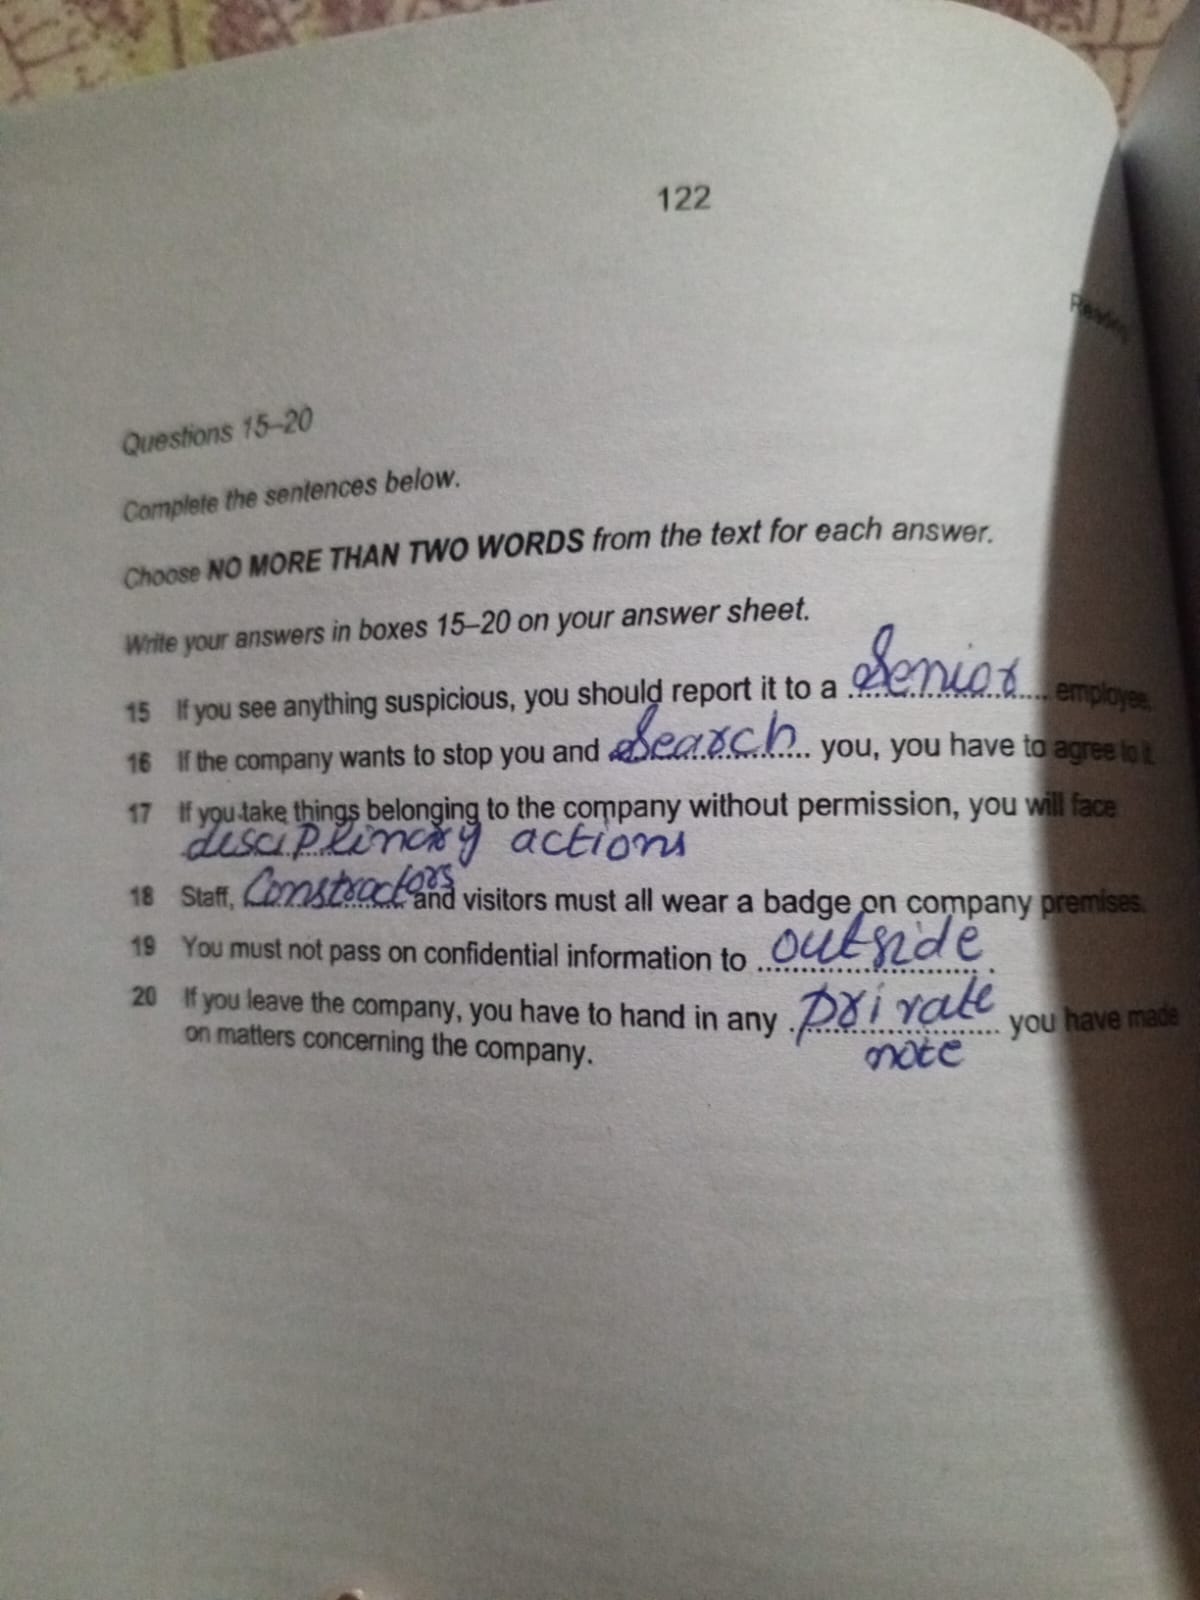 122
Reading
Questions 15–20
Complete the sentences below.
Choose NO MORE THAN TWO WORDS from the text for each answer.
Write your answers in boxes 15–20 on your answer sheet.
15 If you see anything suspicious, you should report it to a Senior employee.
16 If the company wants to stop you and Search you, you have to agree to it.
17 If you take things belonging to the company without permission, you will face
disciplinary actions
18 Staff, Constractors and visitors must all wear a badge on company premises.
19 You must not pass on confidential information to outside.
20 If you leave the company, you have to hand in any private note you have made
on matters concerning the company.